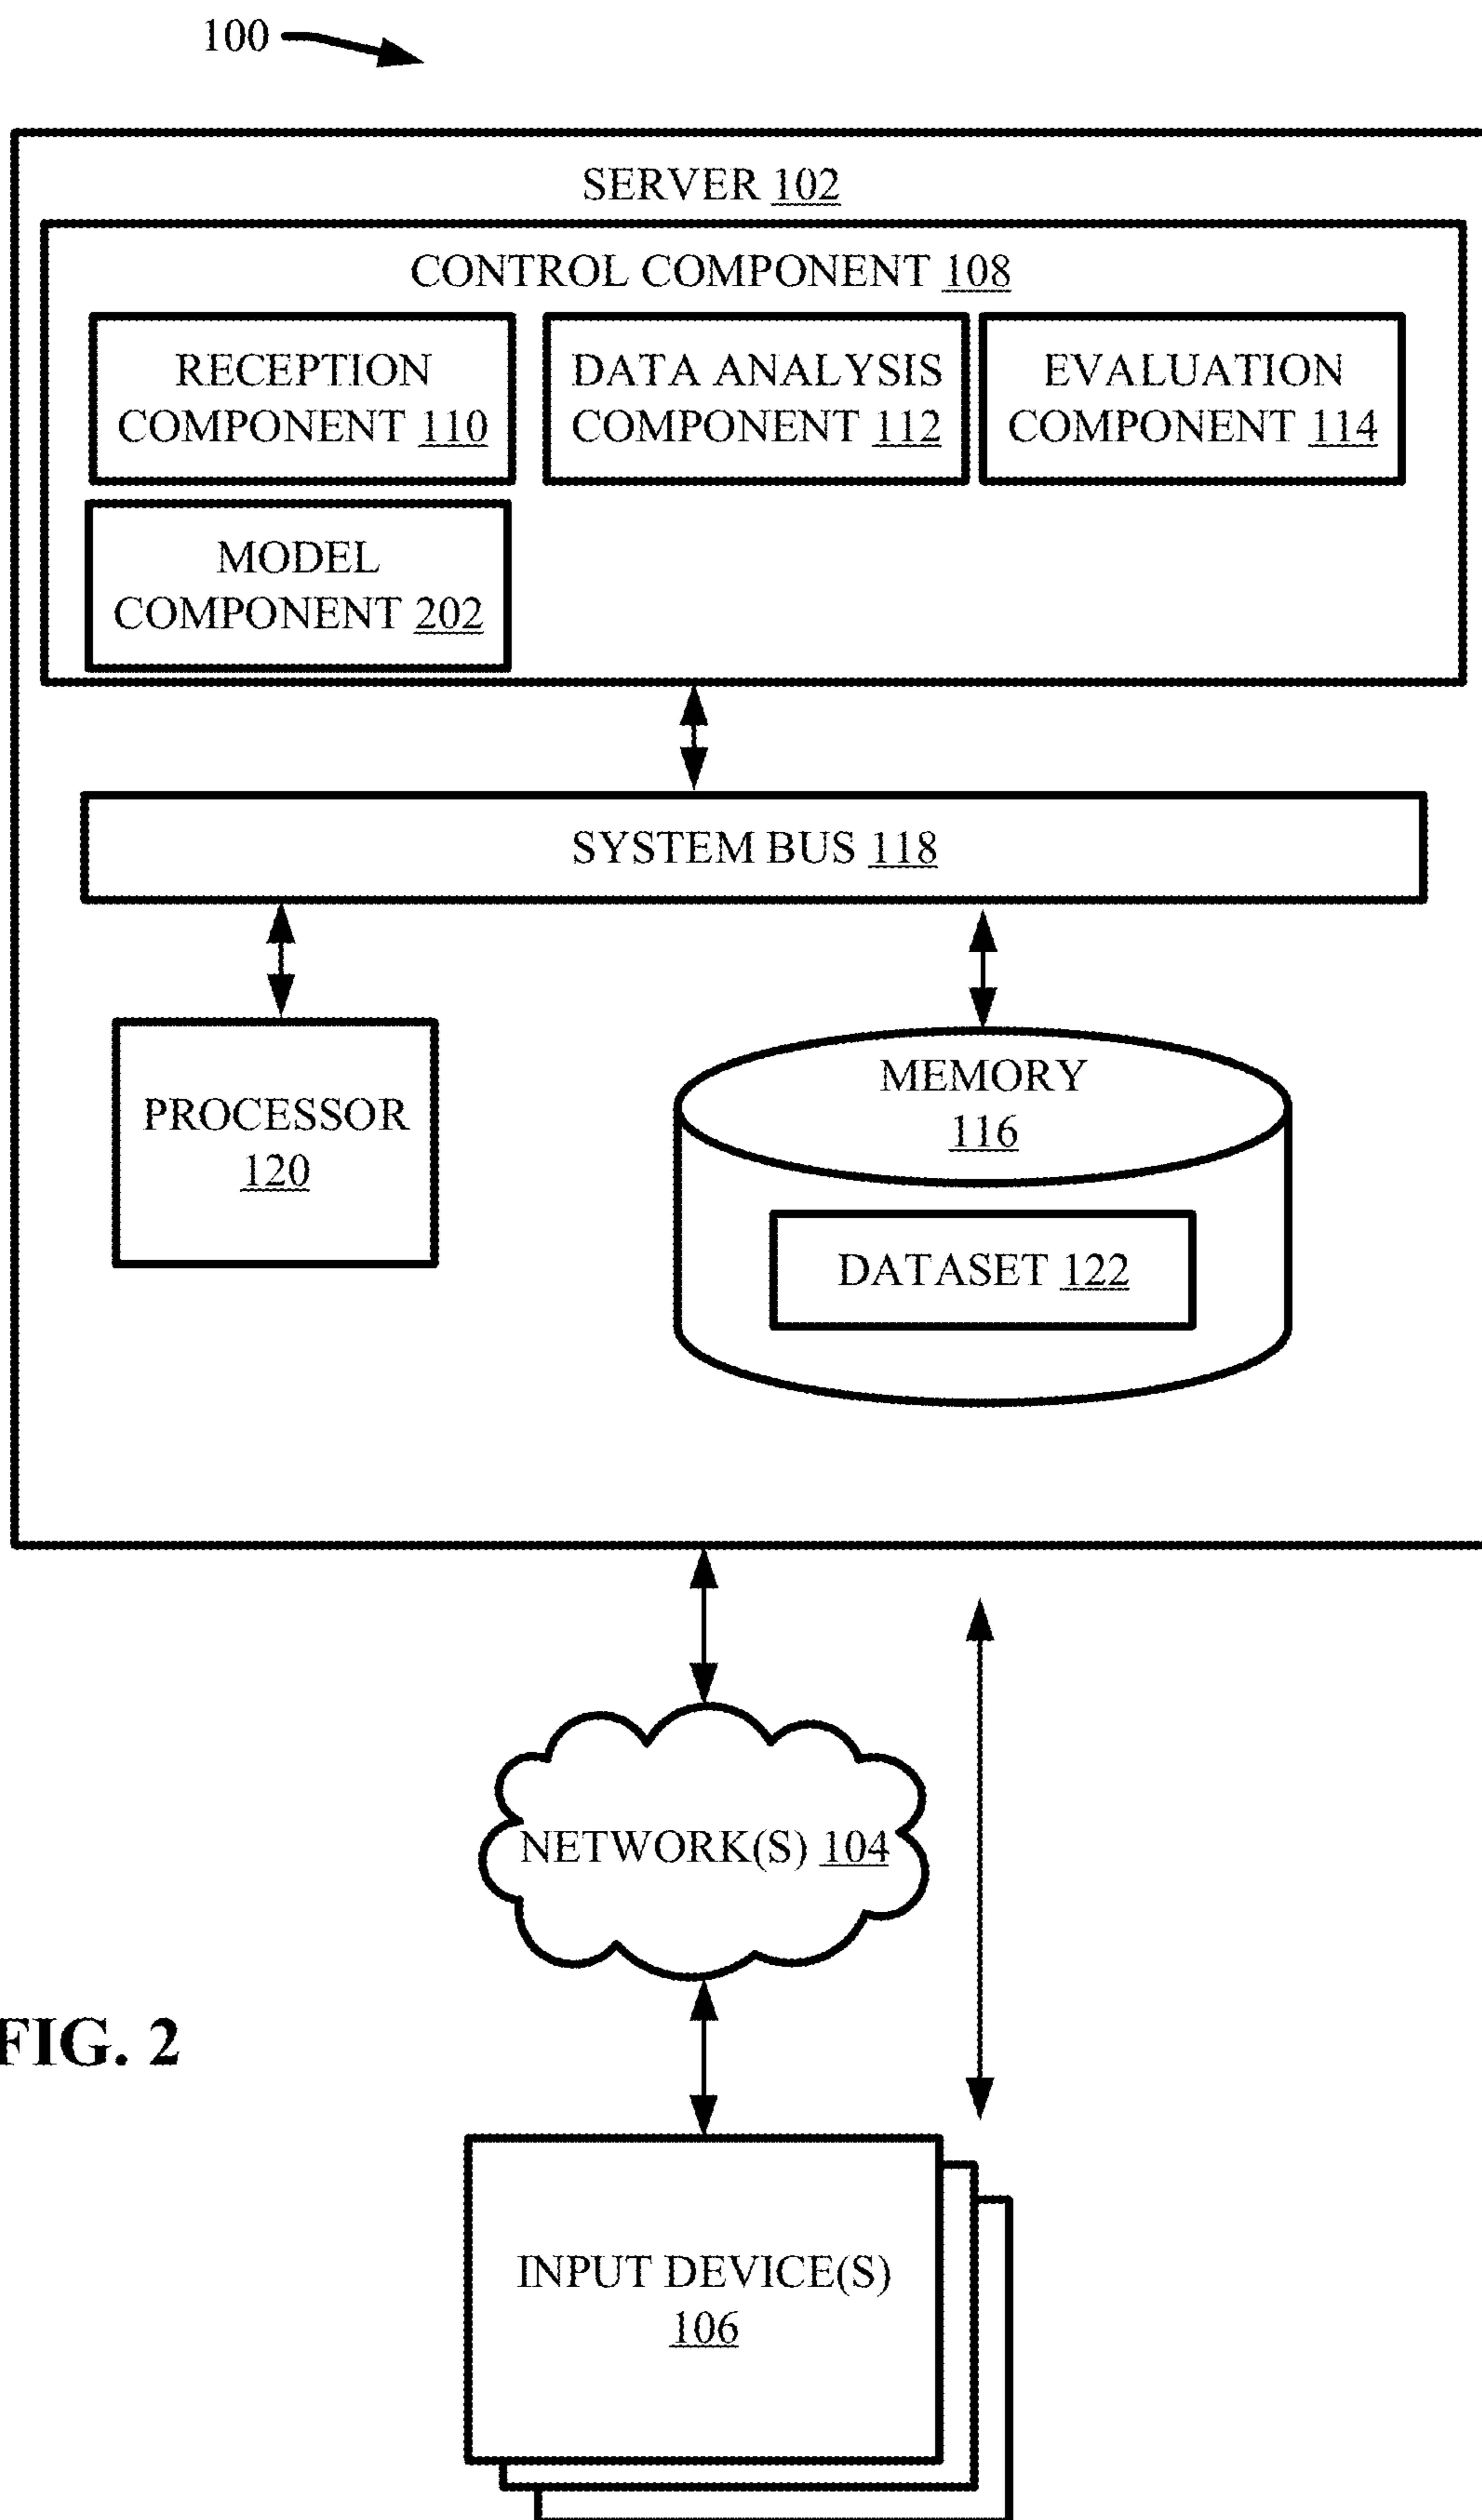 100
SERVER 102
CONTROL COMPONENT 108
RECEPTION
COMPONENT 110
DATA ANALYSIS
COMPONENT 112
EVALUATION
COMPONENT 114
MODEL
COMPONENT 202
SYSTEM BUS 118
PROCESSOR
120
MEMORY
116
DATASET 122
NETWORK(S) 104
FIG. 2
INPUT DEVICE(S)
106